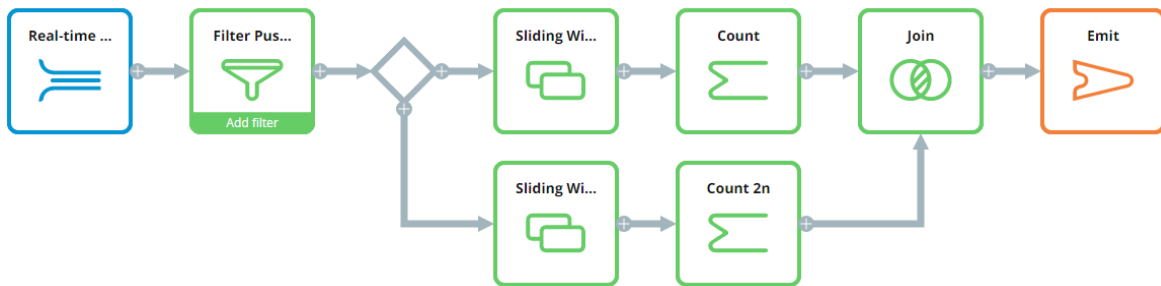 Real-time ...
Filter Pus...
Add filter
Sliding Wi...
Count
Join
Emit
Sliding Wi...
Count 2n